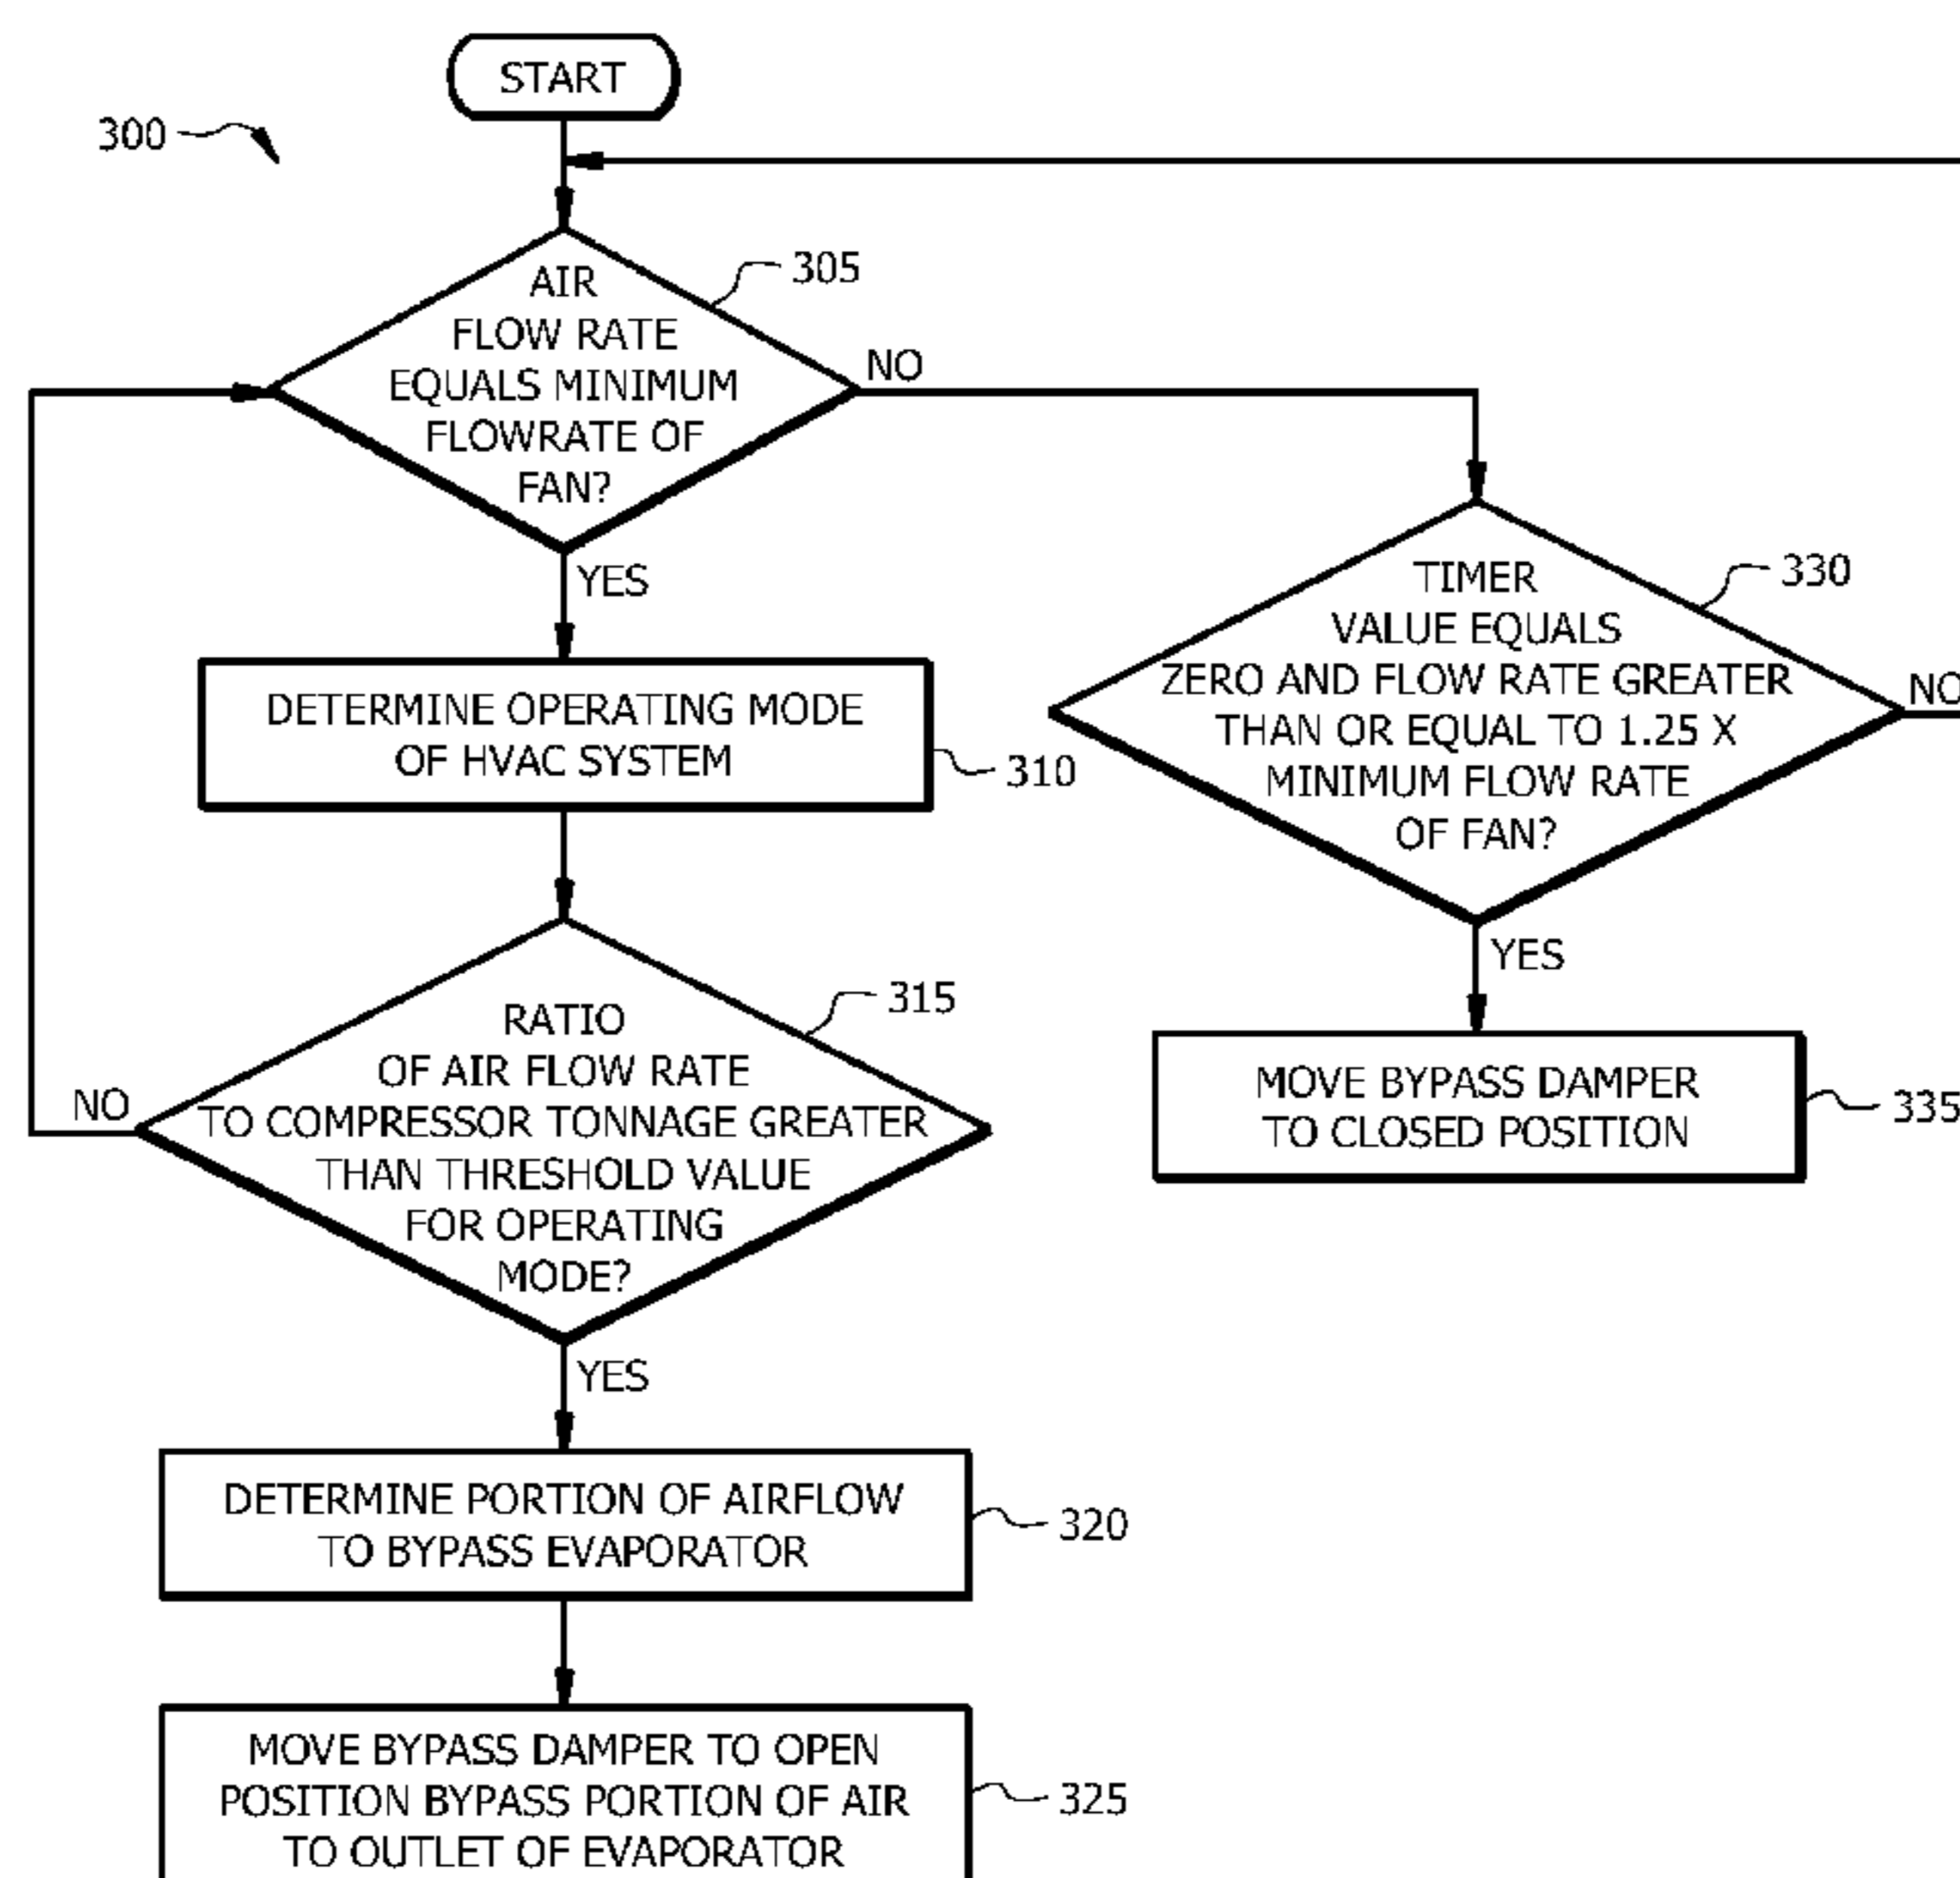 START
300
AIR
FLOW RATE
EQUALS MINIMUM
FLOWRATE OF
FAN?
305
NO
YES
DETERMINE OPERATING MODE
OF HVAC SYSTEM
310
RATIO
OF AIR FLOW RATE
TO COMPRESSOR TONNAGE GREATER
THAN THRESHOLD VALUE
FOR OPERATING
MODE?
315
NO
YES
DETERMINE PORTION OF AIRFLOW
TO BYPASS EVAPORATOR
320
MOVE BYPASS DAMPER TO OPEN
POSITION BYPASS PORTION OF AIR
TO OUTLET OF EVAPORATOR
325
TIMER
VALUE EQUALS
ZERO AND FLOW RATE GREATER
THAN OR EQUAL TO 1.25 X
MINIMUM FLOW RATE
OF FAN?
330
NO
YES
MOVE BYPASS DAMPER
TO CLOSED POSITION
335